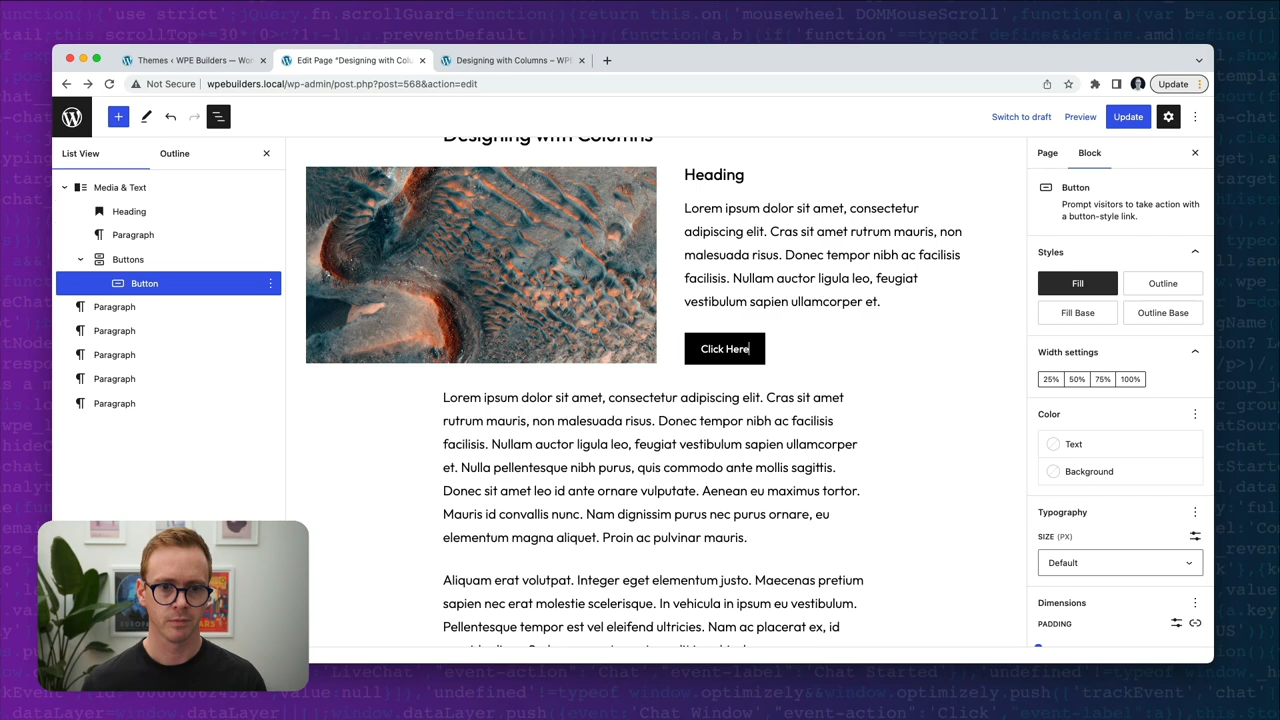 Themes ‹ WPE Builders — Wor
Edit Page "Designing with Colu
Designing with Columns – WPE
Not Secure
wpebuilders.local/wp-admin/post.php?post=568&action=edit
Update
Switch to draft
Preview
Update
List View
Outline
Media & Text
Heading
Paragraph
Buttons
Button
Paragraph
Paragraph
Paragraph
Paragraph
Paragraph
Designing with Columns
Heading
Lorem ipsum dolor sit amet, consectetur
adipiscing elit. Cras sit amet rutrum mauris, non
malesuada risus. Donec tempor nibh ac facilisis
facilisis. Nullam auctor ligula leo, feugiat
vestibulum sapien ullamcorper et.
Click Here
Lorem ipsum dolor sit amet, consectetur adipiscing elit. Cras sit amet
rutrum mauris, non malesuada risus. Donec tempor nibh ac facilisis
facilisis. Nullam auctor ligula leo, feugiat vestibulum sapien ullamcorper
et. Nulla pellentesque nibh purus, quis commodo ante mollis sagittis.
Donec sit amet leo id ante ornare vulputate. Aenean eu maximus tortor.
Mauris id convallis nunc. Nam dignissim purus nec purus ornare, eu
elementum magna aliquet. Proin ac pulvinar mauris.
Aliquam erat volutpat. Integer eget elementum justo. Maecenas pretium
sapien nec erat molestie scelerisque. In vehicula in ipsum eu vestibulum.
Pellentesque tempor est vel eleifend ultricies. Nam ac placerat ex, id
Page
Block
Button
Prompt visitors to take action with
a button-style link.
Styles
Fill
Outline
Fill Base
Outline Base
Width settings
25%
50%
75%
100%
Color
Text
Background
Typography
SIZE (PX)
Default
Dimensions
PADDING